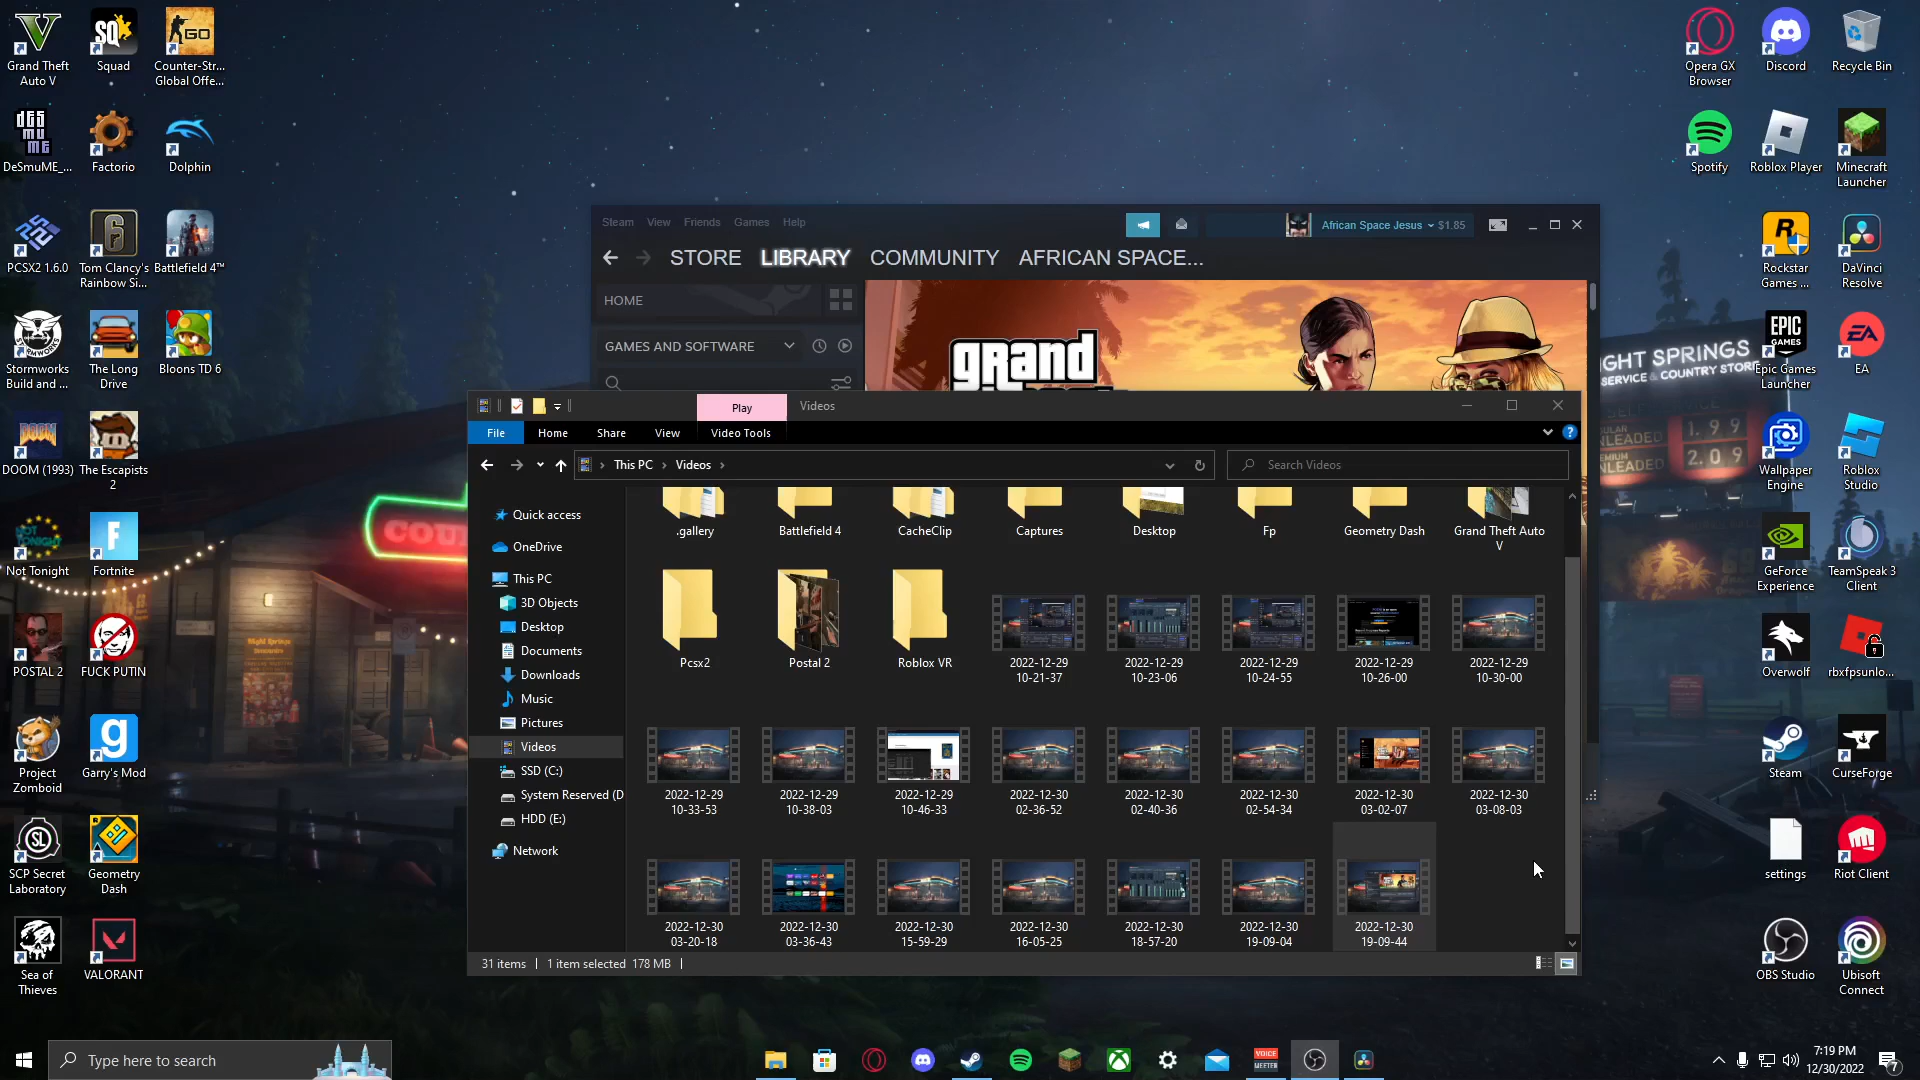 Grand Theft
Auto V
Squad
Counter-Str...
Global Offe...
Opera GX
Browser
Discord
Recycle Bin
DeSmuME_...
Factorio
Dolphin
Spotify
Roblox Player
Minecraft
Launcher
PCSX2 1.6.0
Tom Clancy's
Rainbow Si...
Battlefield 4™
Rockstar
Games ...
DaVinci
Resolve
Stormworks
Build and ...
The Long
Drive
Bloons TD 6
Epic Games
Launcher
EA
DOOM (1993)
The Escapists
2
Wallpaper
Engine
Roblox
Studio
Not Tonight
Fortnite
GeForce
Experience
TeamSpeak 3
Client
POSTAL 2
FUCK PUTIN
Overwolf
rbxfpsunlo...
Project
Zomboid
Garry's Mod
Steam
CurseForge
SCP Secret
Laboratory
Geometry
Dash
settings
Riot Client
Sea of
Thieves
VALORANT
OBS Studio
Ubisoft
Connect
Steam View Friends Games Help
African Space Jesus $1.85
STORE LIBRARY COMMUNITY AFRICAN SPACE...
HOME
GAMES AND SOFTWARE
grand
IGHT SPRINGS
SERVICE & COUNTRY STORE
1.99
2.09
COU
Play Videos
File Home Share View Video Tools
This PC Videos
Search Videos
Quick access
OneDrive
This PC
3D Objects
Desktop
Documents
Downloads
Music
Pictures
Videos
SSD (C:)
System Reserved (D
HDD (E:)
Network
.gallery
Battlefield 4
CacheClip
Captures
Desktop
Fp
Geometry Dash
Grand Theft Auto
V
Pcsx2
Postal 2
Roblox VR
2022-12-29
10-21-37
2022-12-29
10-23-06
2022-12-29
10-24-55
2022-12-29
10-26-00
2022-12-29
10-30-00
2022-12-29
10-33-53
2022-12-29
10-38-03
2022-12-29
10-46-33
2022-12-30
02-36-52
2022-12-30
02-40-36
2022-12-30
02-54-34
2022-12-30
03-02-07
2022-12-30
03-08-03
2022-12-30
03-20-18
2022-12-30
03-36-43
2022-12-30
15-59-29
2022-12-30
16-05-25
2022-12-30
18-57-20
2022-12-30
19-09-04
2022-12-30
19-09-44
31 items 1 item selected 178 MB
Type here to search
VOICE
MEETER
7:19 PM
12/30/2022
7